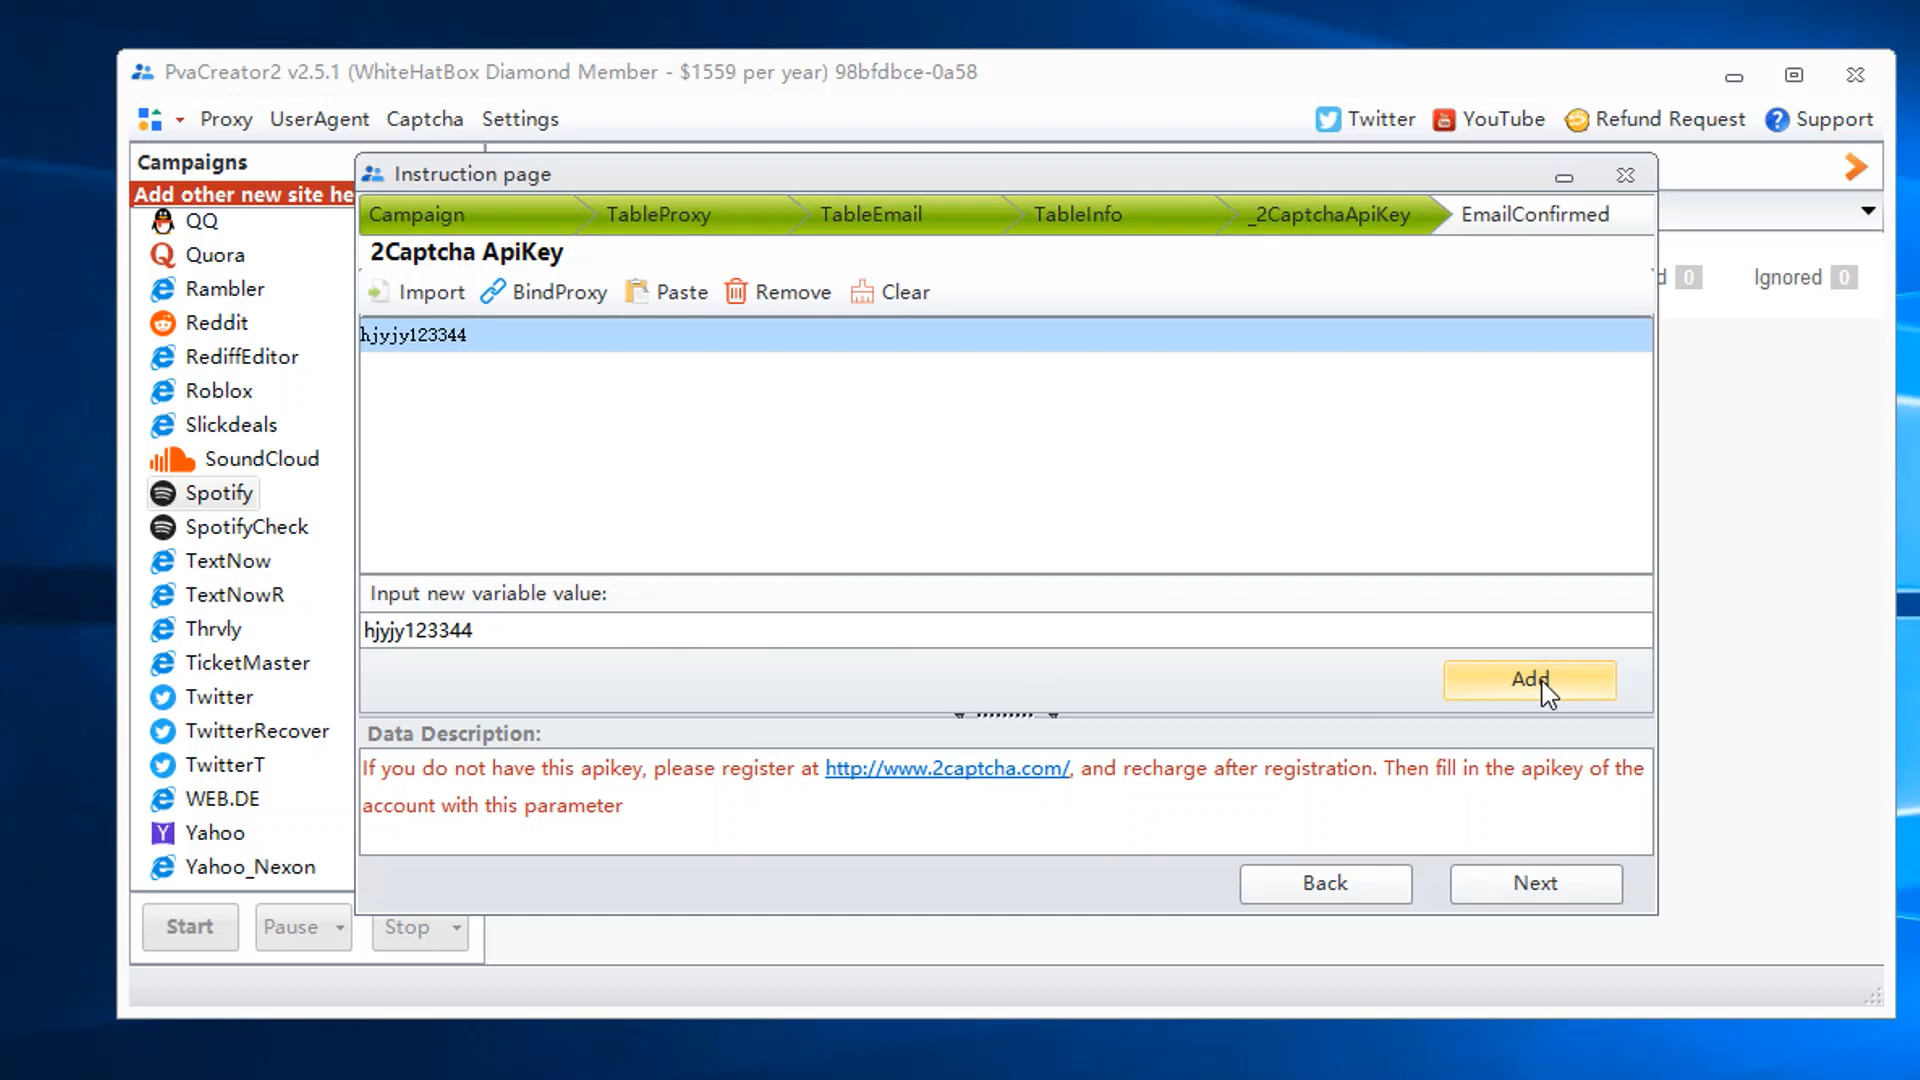 PvaCreator2 v2.5.1 (WhiteHatBox Diamond Member - $1559 per year) 98bfdbce-0a58
Proxy UserAgent Captcha Settings Twitter YouTube Refund Request Support
Campaigns
Add other new site he
QQ
Quora
Rambler
Reddit
RediffEditor
Roblox
Slickdeals
SoundCloud
Spotify
SpotifyCheck
TextNow
TextNowR
Thrvly
TicketMaster
Twitter
TwitterRecover
TwitterT
WEB.DE
Yahoo
Yahoo_Nexon
Start Pause Stop
Instruction page
Campaign TableProxy TableEmail TableInfo _2CaptchaApiKey EmailConfirmed
2Captcha ApiKey
Import BindProxy Paste Remove Clear
hjyjy123344
Input new variable value:
hjyjy123344
Add
Data Description:
If you do not have this apikey, please register at http://www.2captcha.com/, and recharge after registration. Then fill in the apikey of the
account with this parameter
Back Next
d 0 Ignored 0